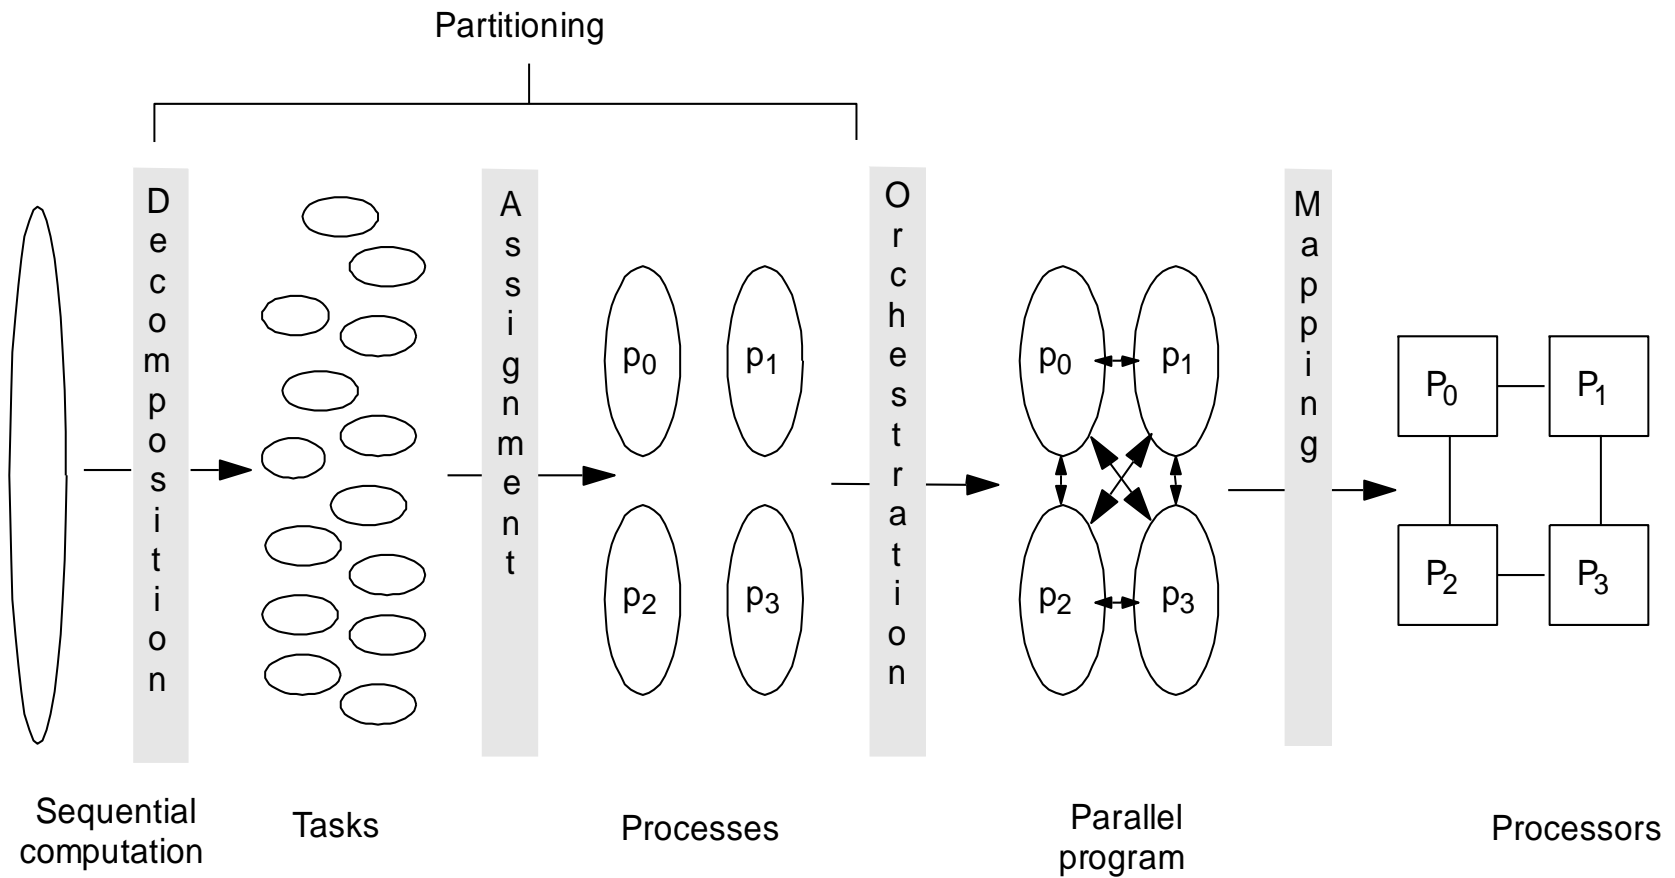 Partitioning
Decomposition
Assignment
Orchestration
Mapping
p0 p1
p2 p3
p0 p1
p2 p3
P0 P1
P2 P3
Sequential
computation
Tasks
Processes
Parallel
program
Processors